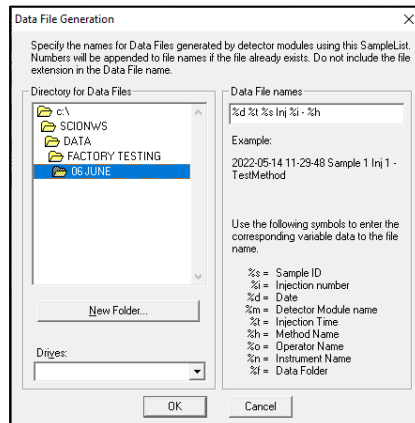 Data File Generation
Specify the names for Data Files generated by detector modules using this SampleList.
Numbers will be appended to file names if the file already exists. Do not include the file
extension in the Data File name.
Directory for Data Files
c:\
SCIONWS
DATA
FACTORY TESTING
06 JUNE
New Folder...
Drives:
Data File names
%d %t %s Inj %i - %h
Example:
2022-05-14 11-29-48 Sample 1 Inj 1 -
TestMethod
Use the following symbols to enter the
corresponding variable data to the file
name.
%s = Sample ID
%i = Injection number
%d = Date
%m = Detector Module name
%t = Injection Time
%h = Method Name
%o = Operator Name
%n = Instrument Name
%f = Data Folder
OK
Cancel